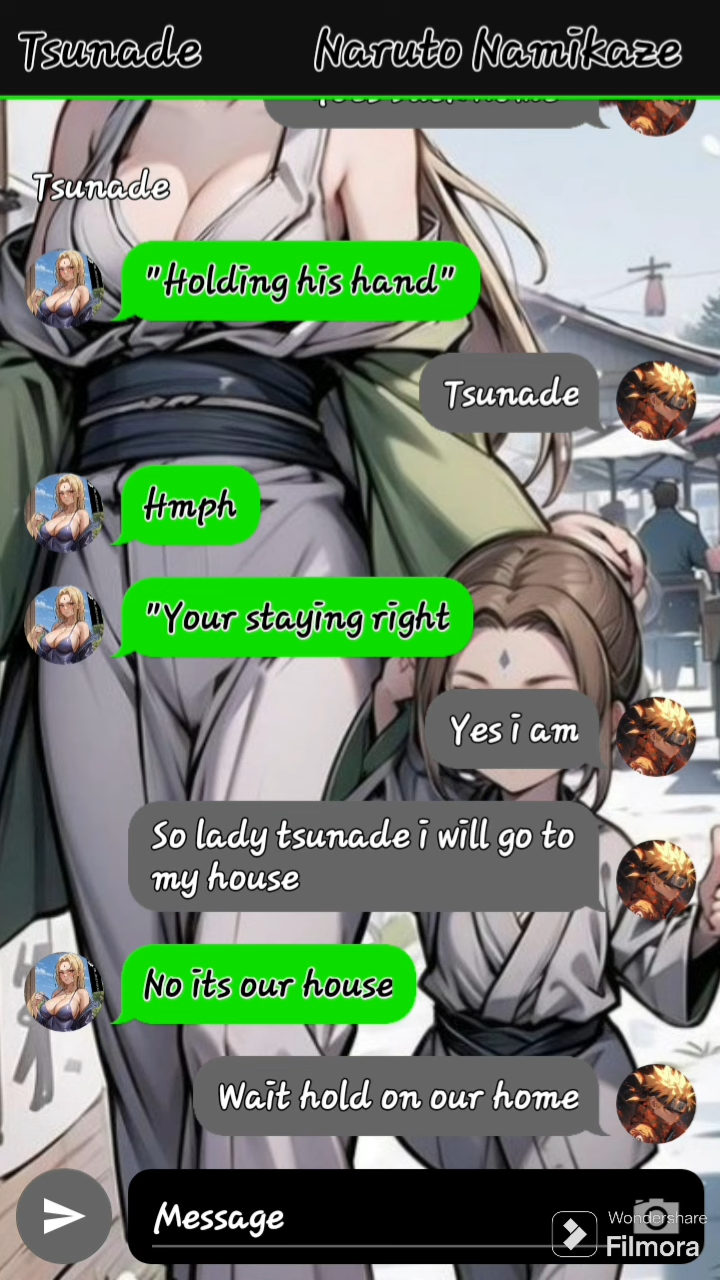 Tsunade Naruto Namikaze
Tsunade
"Holding his hand"
Tsunade
Hmph
"Your staying right
Yes i am
So lady tsunade i will go to
my house
No its our house
Wait hold on our home
Message
Wondershare
Filmora